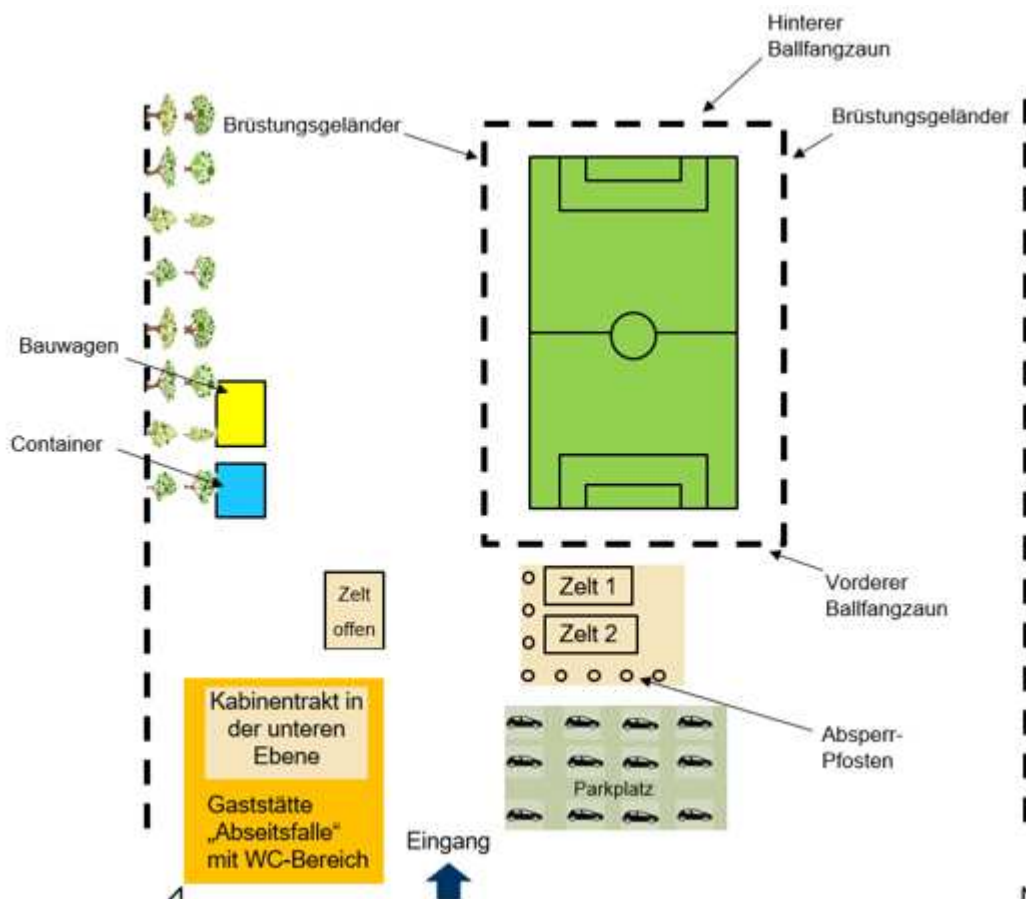 Hinterer
Ballfangzaun
Brüstungsgeländer
Brüstungsgeländer
Bauwagen
Container
Zelt
offen
Zelt 1
Zelt 2
Vorderer
Ballfangzaun
Kabinentrakt in
der unteren
Ebene
Absperr-
Pfosten
Parkplatz
Gaststätte
„Abseitsfalle“
mit WC-Bereich
Eingang